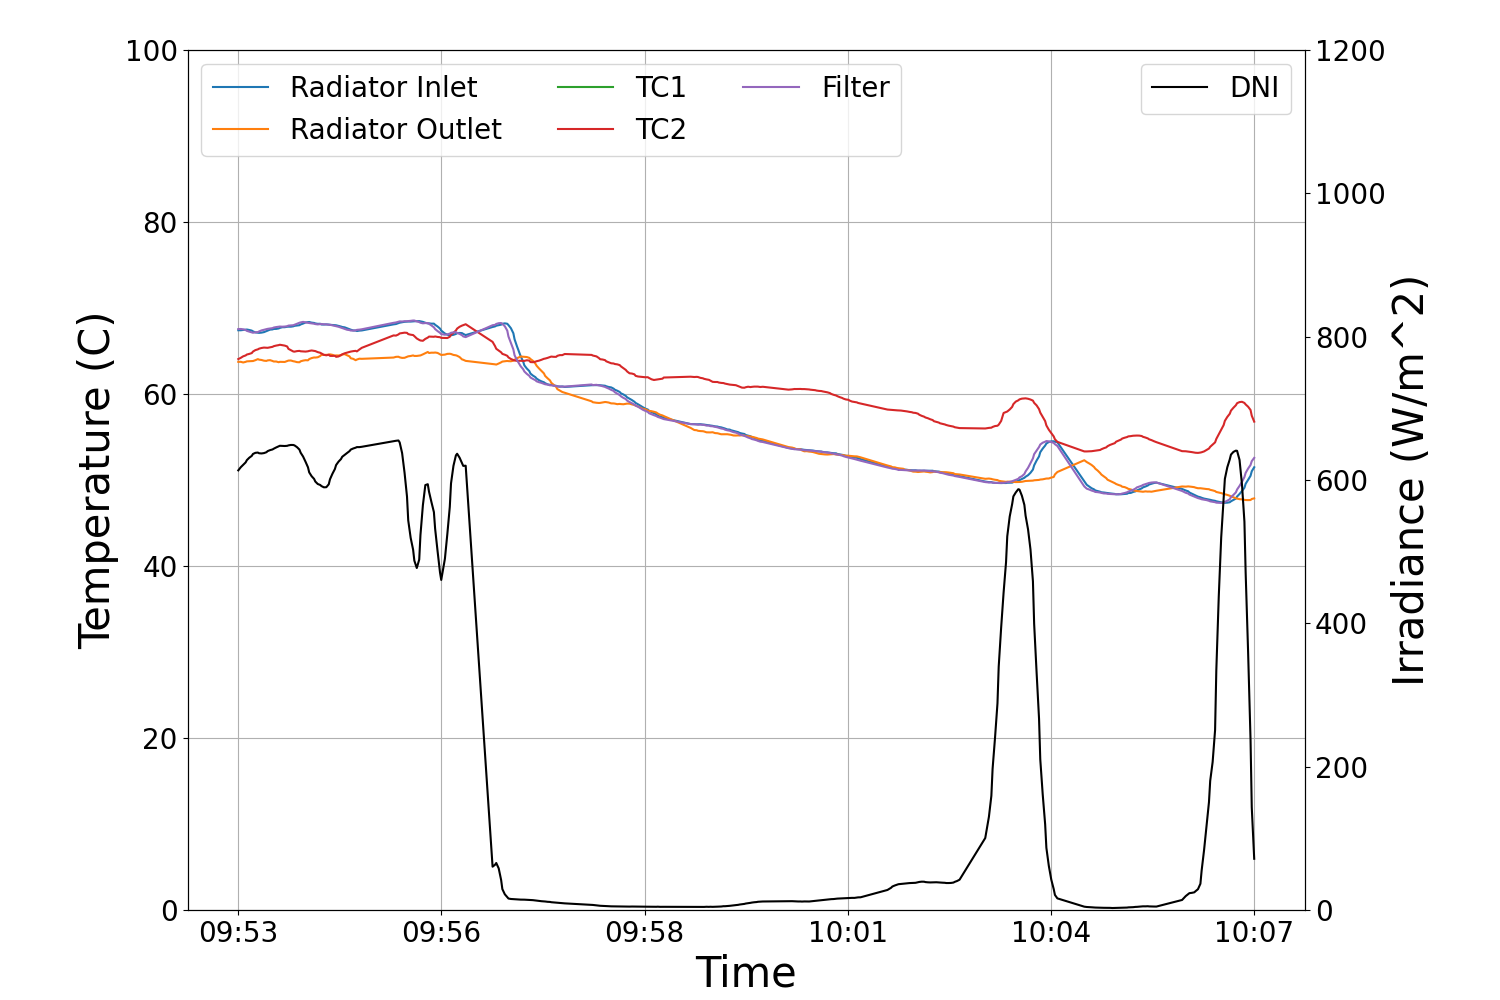 Radiator Inlet
Radiator Outlet
TC1
TC2
Filter
DNI
Temperature (C)
100
80
60
40
20
0
Irradiance (W/m^2)
1200
1000
800
600
400
200
0
09:53 09:56 09:58 10:01 10:04 10:07
Time